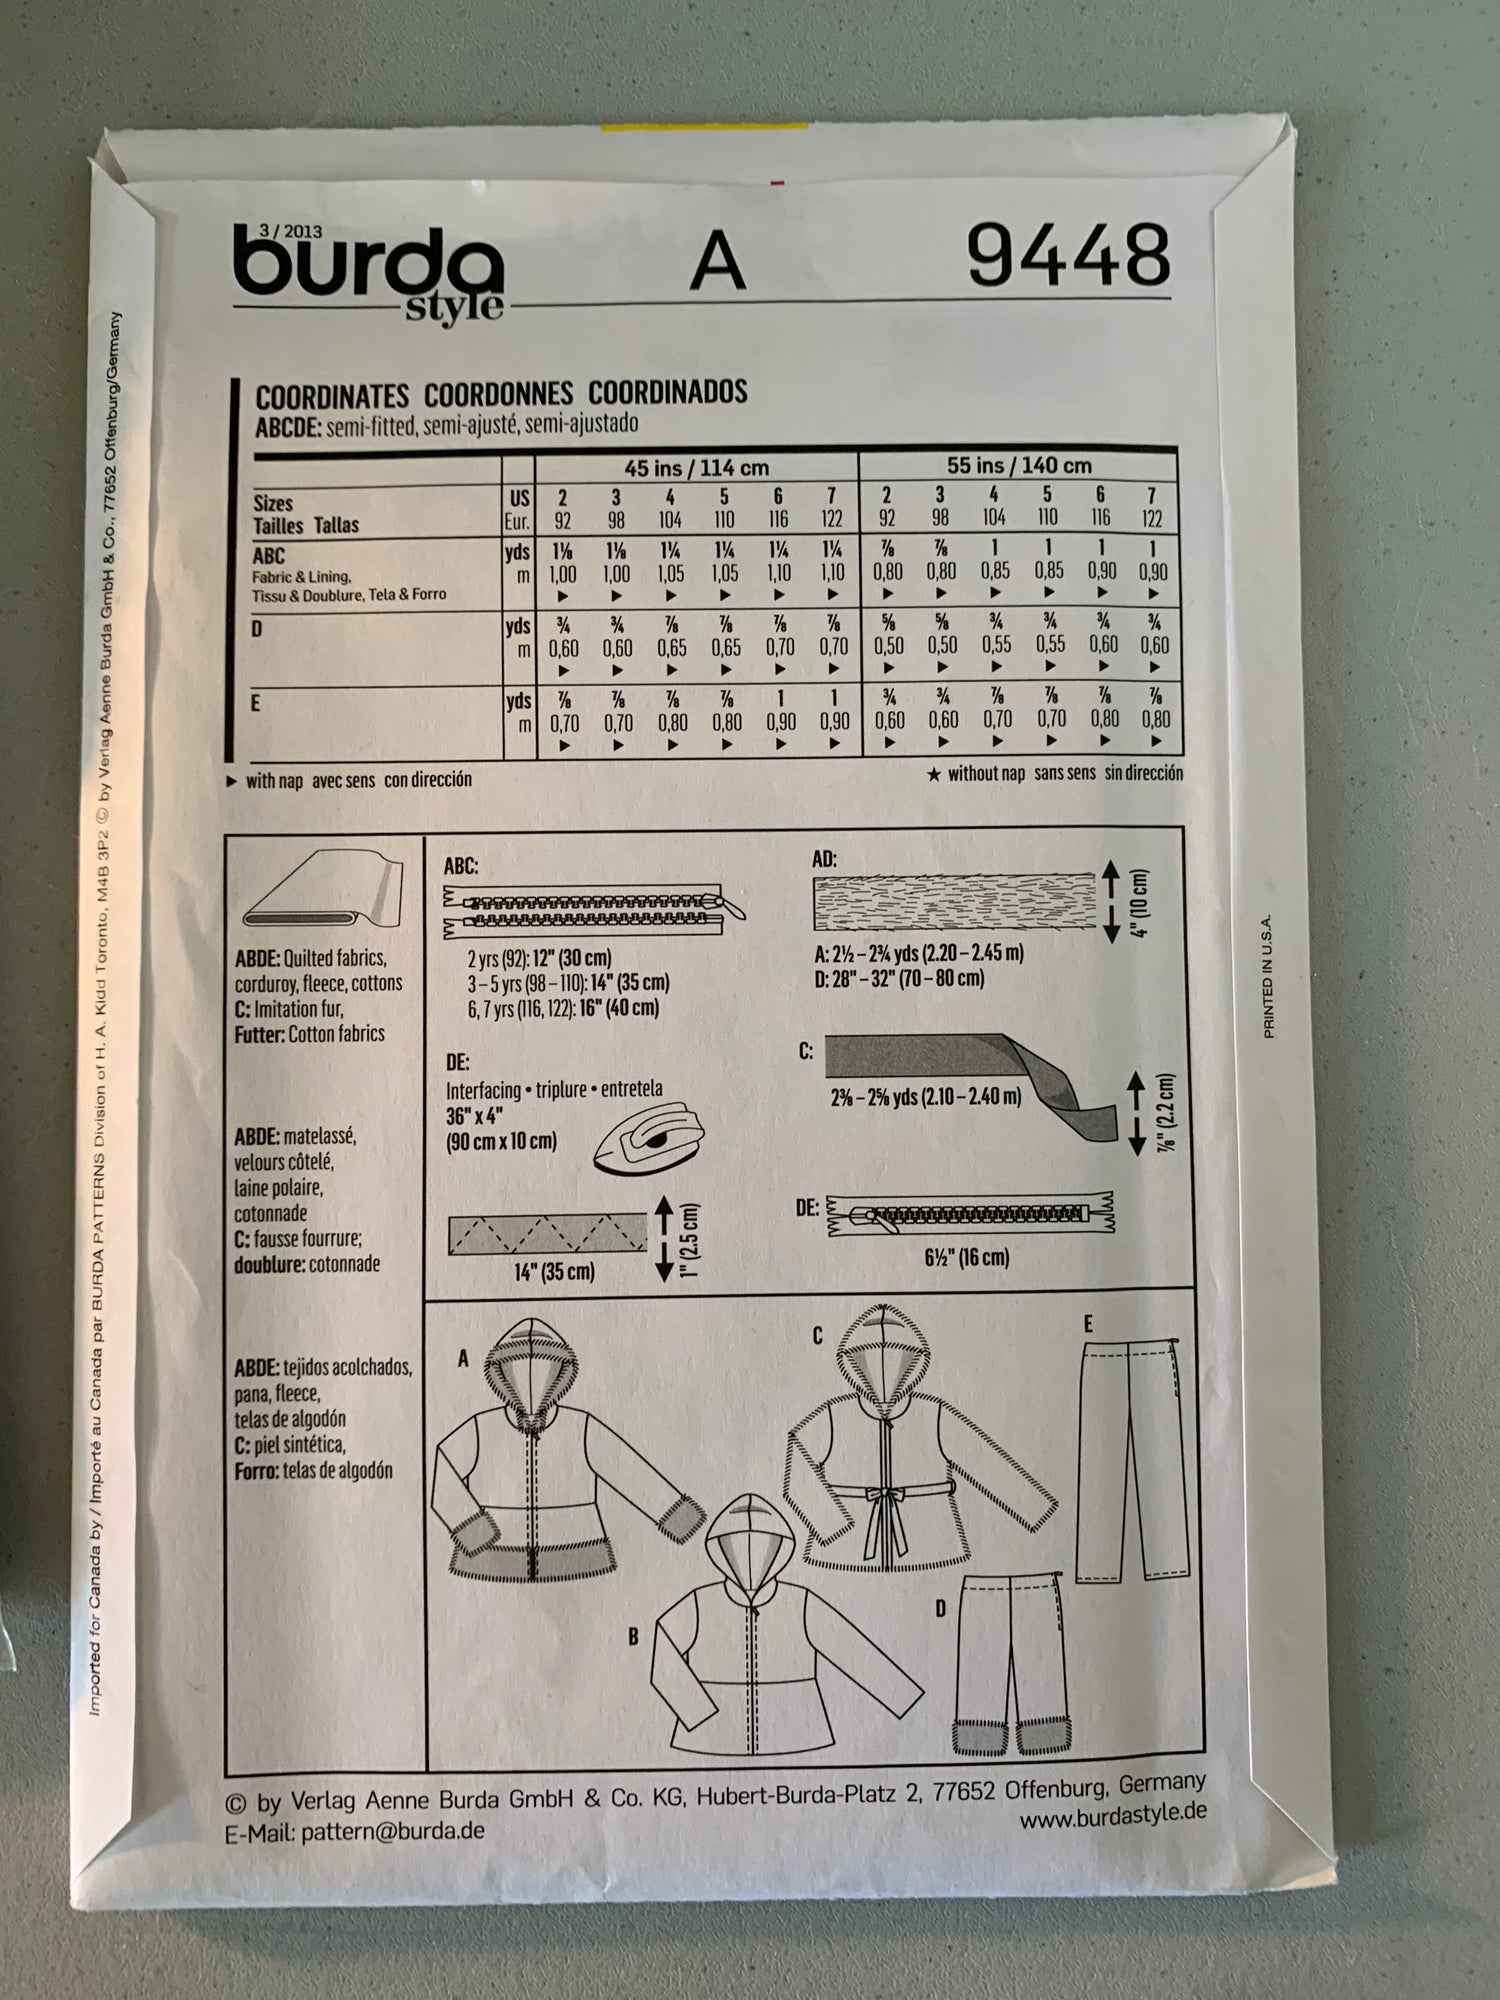 3 / 2013
burda style
A
9448
COORDINATES COORDONNES COORDINADOS
ABCDE: semi-fitted, semi-ajusté, semi-ajustado
45 ins / 114 cm 55 ins / 140 cm
Sizes US 2 3 4 5 6 7 2 3 4 5 6 7
Tailles Tallas Eur. 92 98 104 110 116 122 92 98 104 110 116 122
ABC yds 1⅛ 1⅛ 1¼ 1¼ 1¼ 1¼ ⅞ ⅞ 1 1 1 1
Fabric & Lining, m 1,00 1,00 1,05 1,05 1,10 1,10 0,80 0,80 0,85 0,85 0,90 0,90
Tissu & Doublure, Tela & Forro ► ► ► ► ► ► ► ► ► ► ► ►
D yds ¾ ¾ ⅞ ⅞ ⅞ ⅞ ⅝ ⅝ ¾ ¾ ¾ ¾
m 0,60 0,60 0,65 0,65 0,70 0,70 0,50 0,50 0,55 0,55 0,60 0,60
► ► ► ► ► ► ► ► ► ► ► ►
E yds ⅞ ⅞ ⅞ ⅞ 1 1 ¾ ¾ ⅞ ⅞ ⅞ ⅞
m 0,70 0,70 0,80 0,80 0,90 0,90 0,60 0,60 0,70 0,70 0,80 0,80
► ► ► ► ► ► ► ► ► ► ► ►
► with nap avec sens con dirección
★ without nap sans sens sin dirección
ABDE: Quilted fabrics,
corduroy, fleece, cottons
C: Imitation fur,
Futter: Cotton fabrics
ABDE: matelassé,
velours côtelé,
laine polaire,
cotonnade
C: fausse fourrure;
doublure: cotonnade
ABDE: tejidos acolchados,
pana, fleece,
telas de algodón
C: piel sintética,
Forro: telas de algodón
ABC:
2 yrs (92): 12" (30 cm)
3 – 5 yrs (98 – 110): 14" (35 cm)
6, 7 yrs (116, 122): 16" (40 cm)
DE:
Interfacing • triplure • entretela
36" x 4"
(90 cm x 10 cm)
14" (35 cm)
1" (2.5 cm)
AD:
4" (10 cm)
A: 2½ – 2¾ yds (2.20 – 2.45 m)
D: 28" – 32" (70 – 80 cm)
C:
2⅜ – 2⅝ yds (2.10 – 2.40 m)
⅞" (2.2 cm)
DE:
6½" (16 cm)
A
C
E
B
D
© by Verlag Aenne Burda GmbH & Co. KG, Hubert-Burda-Platz 2, 77652 Offenburg, Germany
E-Mail: pattern@burda.de
www.burdastyle.de
Imported for Canada by / Importé au Canada par BURDA PATTERNS Division of H. A. Kidd Toronto, M4B 3P2 © by Verlag Aenne Burda GmbH & Co., 77652 Offenburg/Germany
PRINTED IN U.S.A.